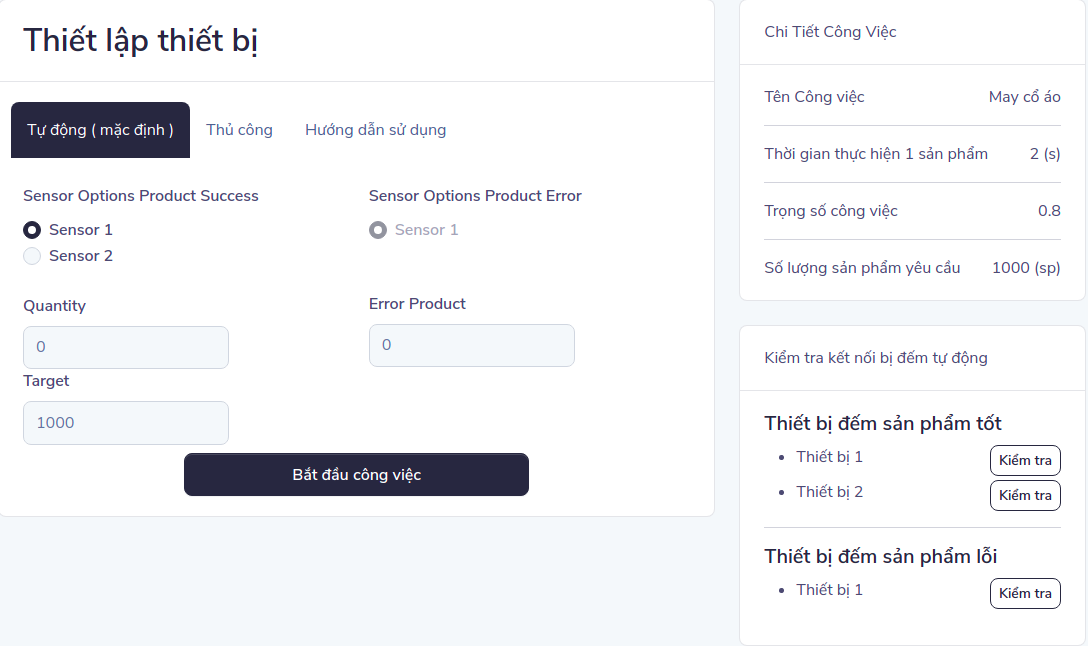 Thiết lập thiết bị
Tự động ( mặc định )
Thủ công
Hướng dẫn sử dụng
Sensor Options Product Success
Sensor 1
Sensor 2
Sensor Options Product Error
Sensor 1
Quantity
0
Error Product
0
Target
1000
Bắt đầu công việc
Chi Tiết Công Việc
Tên Công việc May cổ áo
Thời gian thực hiện 1 sản phẩm 2 (s)
Trọng số công việc 0.8
Số lượng sản phẩm yêu cầu 1000 (sp)
Kiểm tra kết nối bị đếm tự động
Thiết bị đếm sản phẩm tốt
Thiết bị 1 Kiểm tra
Thiết bị 2 Kiểm tra
Thiết bị đếm sản phẩm lỗi
Thiết bị 1 Kiểm tra